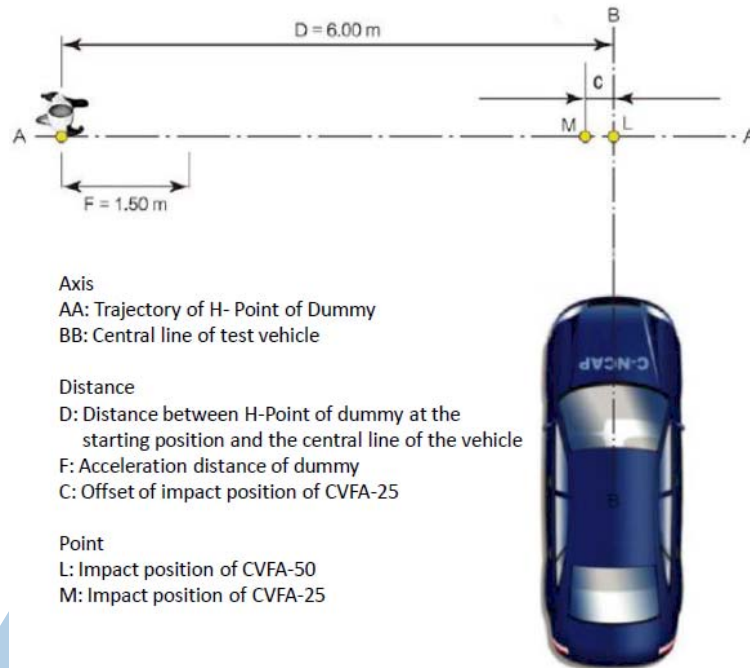 B
D = 6.00 m
C
A
M
L
A
F = 1.50 m
Axis
AA: Trajectory of H- Point of Dummy
BB: Central line of test vehicle
Distance
D: Distance between H-Point of dummy at the
starting position and the central line of the vehicle
F: Acceleration distance of dummy
C: Offset of impact position of CVFA-25
Point
L: Impact position of CVFA-50
M: Impact position of CVFA-25
C-NCAP
B